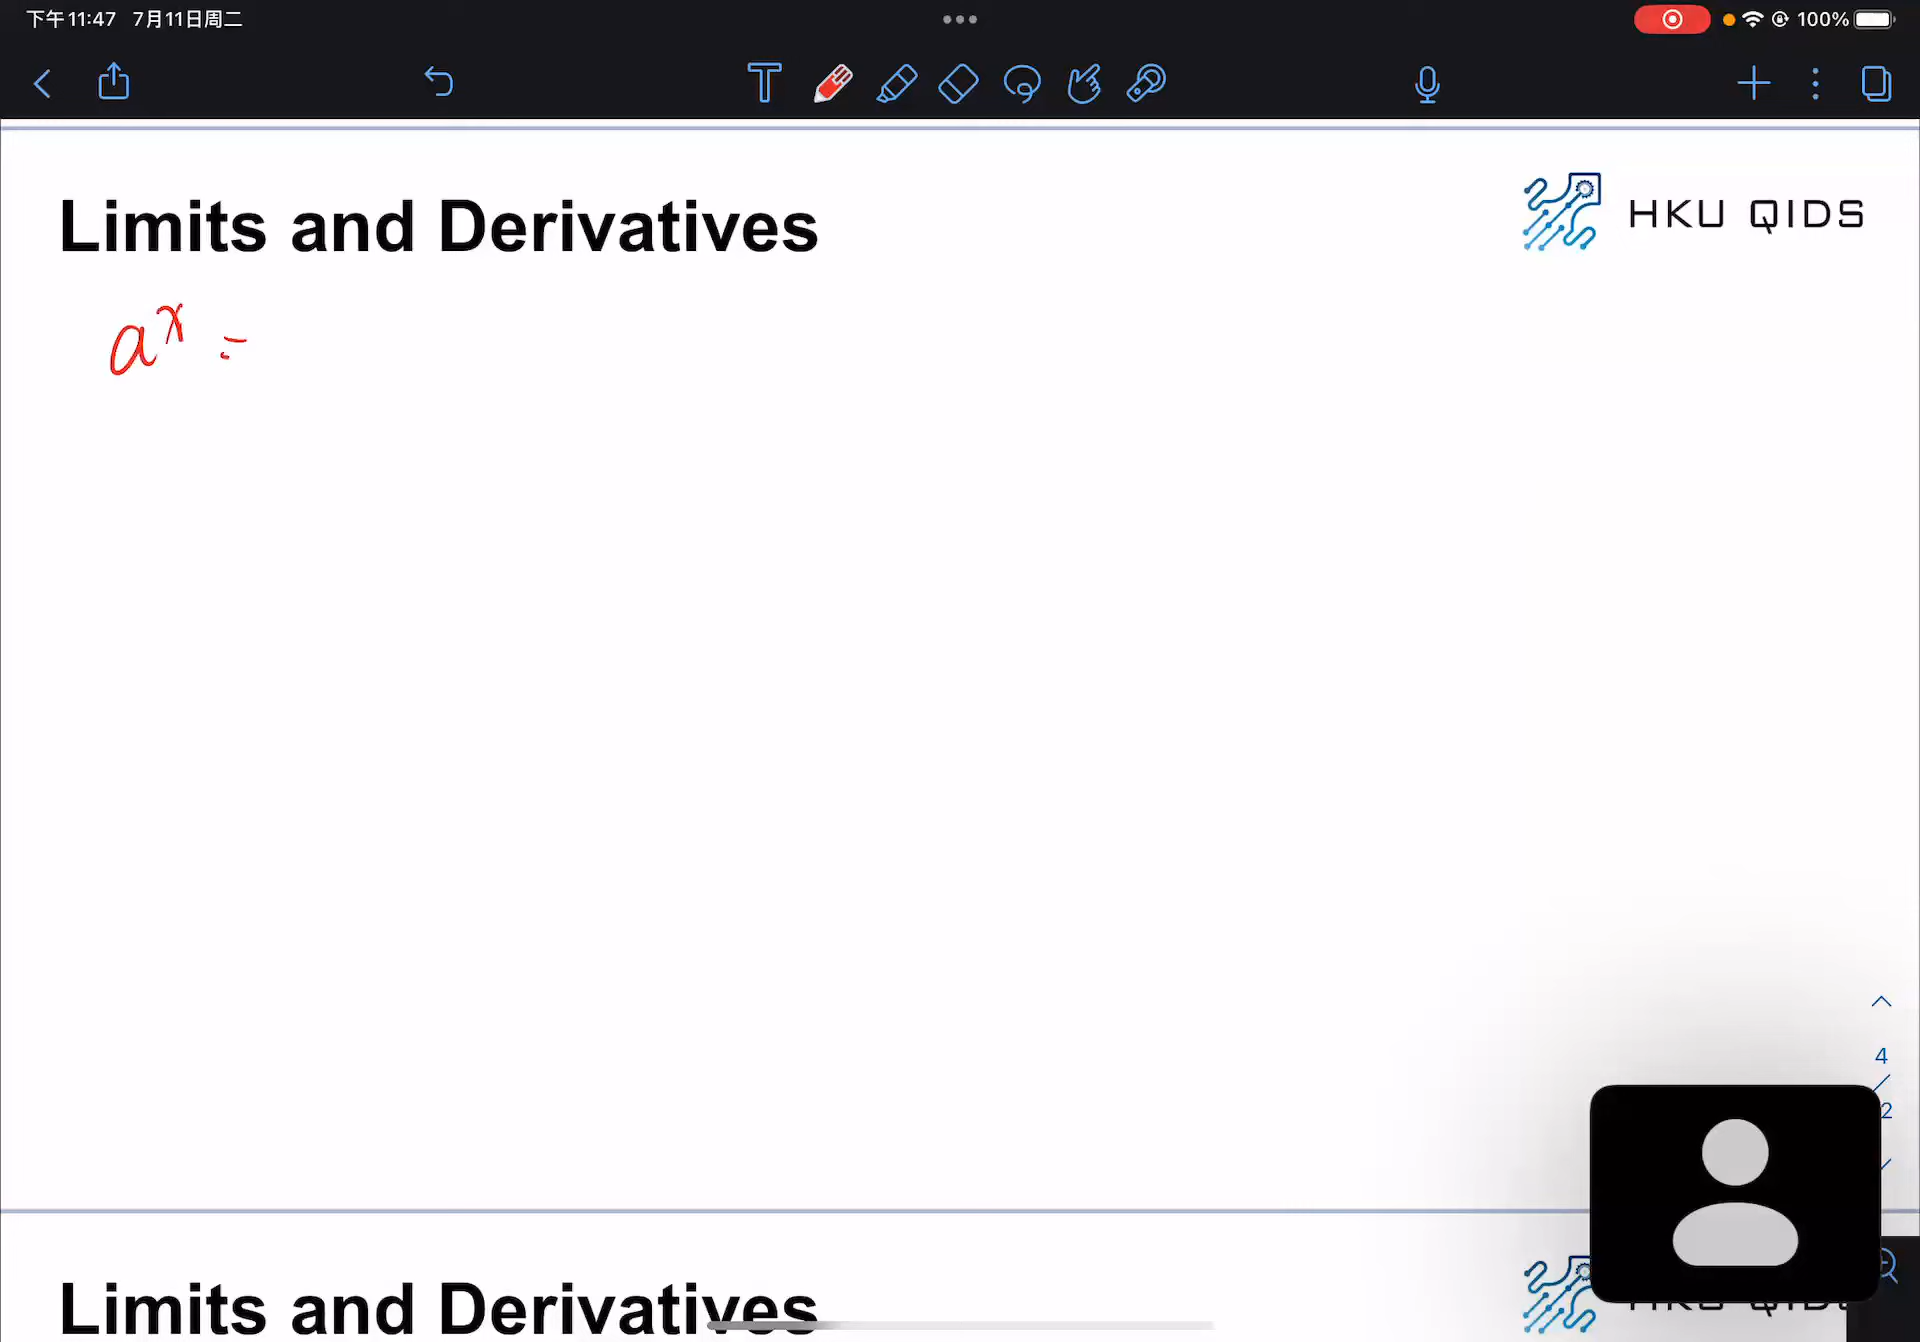 下午11:47 7月11日周二
100%
Limits and Derivatives
HKU QIDS
a^x =
4
2
Limits and Derivatives